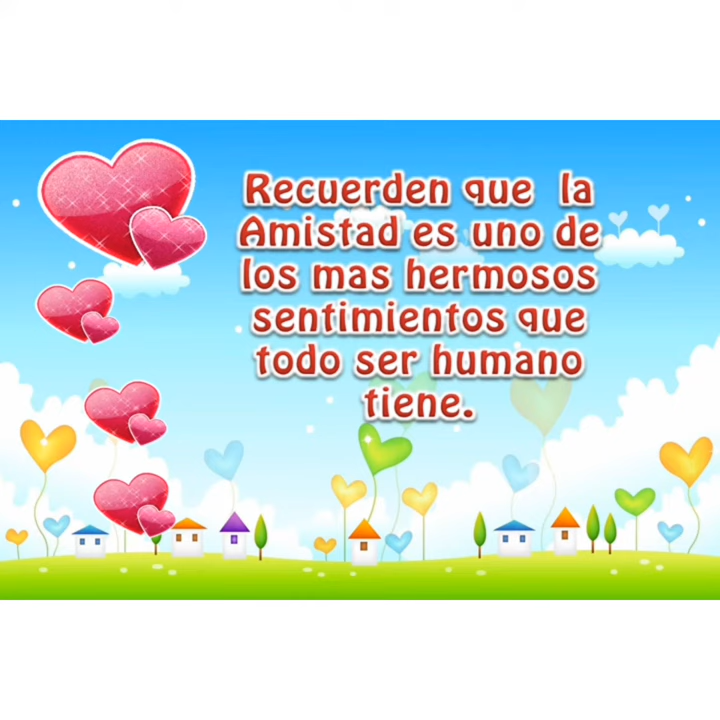 Recuerden que la
Amistad es uno de
los mas hermosos
sentimientos que
todo ser humano
tiene.